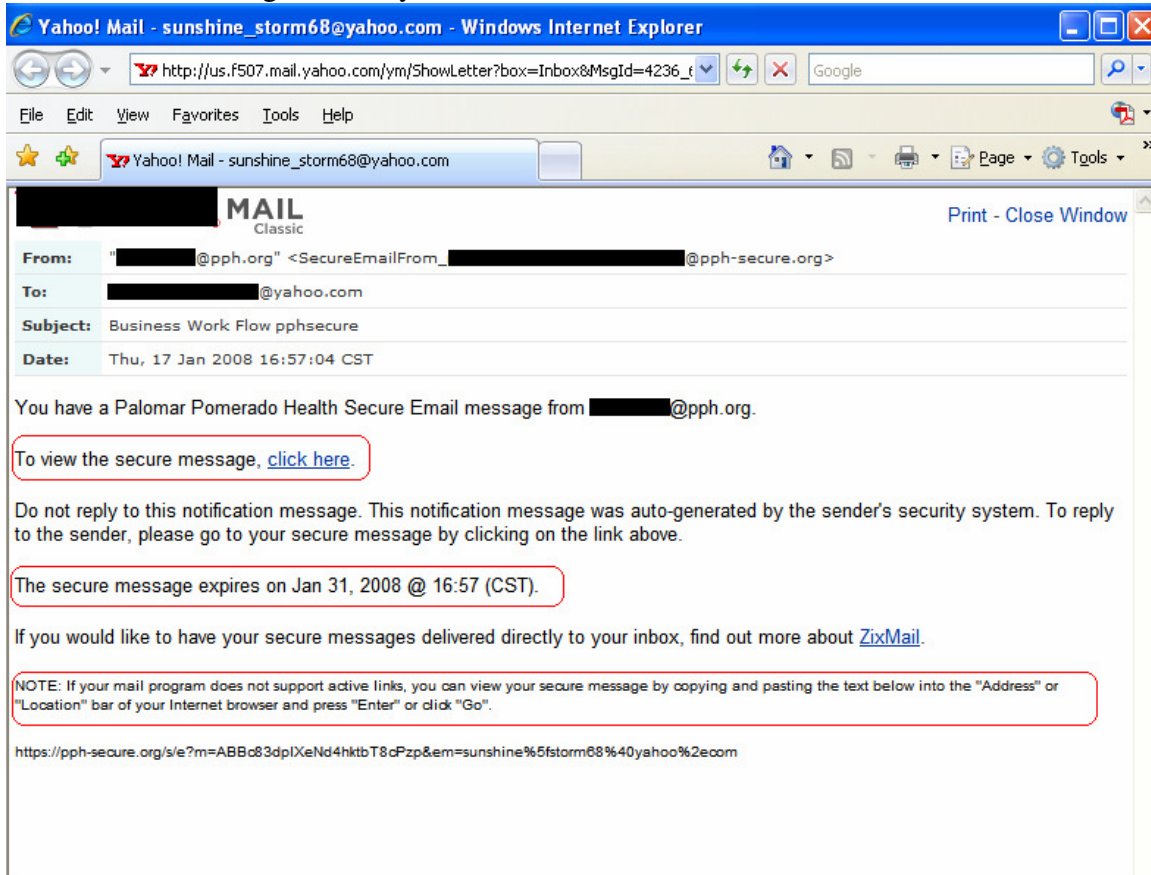 Yahoo! Mail - sunshine_storm68@yahoo.com - Windows Internet Explorer
http://us.f507.mail.yahoo.com/ym/ShowLetter?box=Inbox&MsgId=4236_
Google
File Edit View Favorites Tools Help
Yahoo! Mail - sunshine_storm68@yahoo.com
Page Tools
MAIL
Classic
Print - Close Window
From: " @pph.org" <SecureEmailFrom_ @pph-secure.org>
To: @yahoo.com
Subject: Business Work Flow pphsecure
Date: Thu, 17 Jan 2008 16:57:04 CST
You have a Palomar Pomerado Health Secure Email message from @pph.org.
To view the secure message, click here.
Do not reply to this notification message. This notification message was auto-generated by the sender's security system. To reply
to the sender, please go to your secure message by clicking on the link above.
The secure message expires on Jan 31, 2008 @ 16:57 (CST).
If you would like to have your secure messages delivered directly to your inbox, find out more about ZixMail.
NOTE: If your mail program does not support active links, you can view your secure message by copying and pasting the text below into the "Address" or
"Location" bar of your Internet browser and press "Enter" or click "Go".
https://pph-secure.org/s/e?m=ABBc83dpIXeNd4hktbT8cPzp&em=sunshine%5fstorm68%40yahoo%2ecom